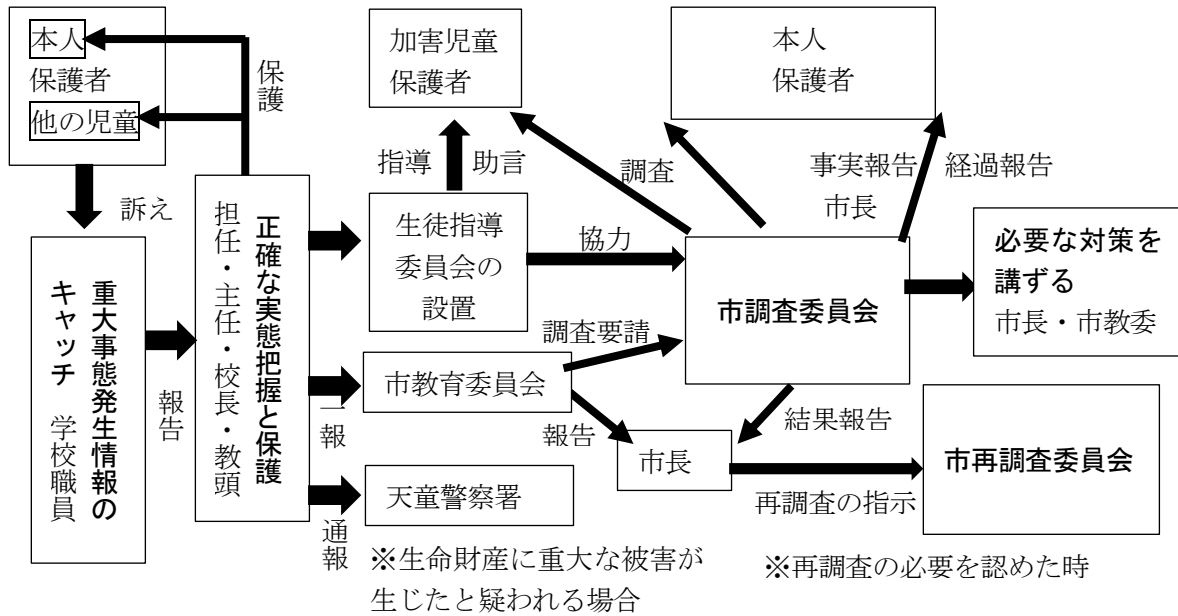 本人
保護者
他の児童
保護
訴え
重大事態発生情報の
キャッチ　学校職員
報告
正確な実態把握と保護
担任・主任・校長・教頭
一報
通報
加害児童
保護者
指導
助言
生徒指導
委員会の
設置
市教育委員会
天童警察署
※生命財産に重大な被害が
生じたと疑われる場合
調査
協力
調査要請
報告
市長
本人
保護者
事実報告
市長
経過報告
市調査委員会
必要な対策を
講ずる
市長・市教委
結果報告
再調査の指示
市再調査委員会
※再調査の必要を認めた時